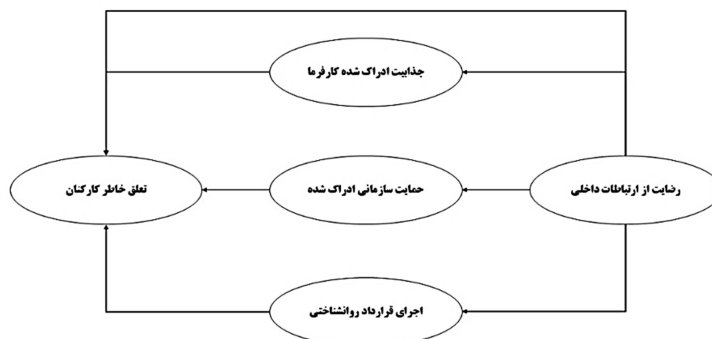 جذابیت ادراک شده کارفرما
رضایت از ارتباطات داخلی
حمایت سازمانی ادراک شده
تعلق خاطر کارکنان
اجرای قرارداد روانشناختی